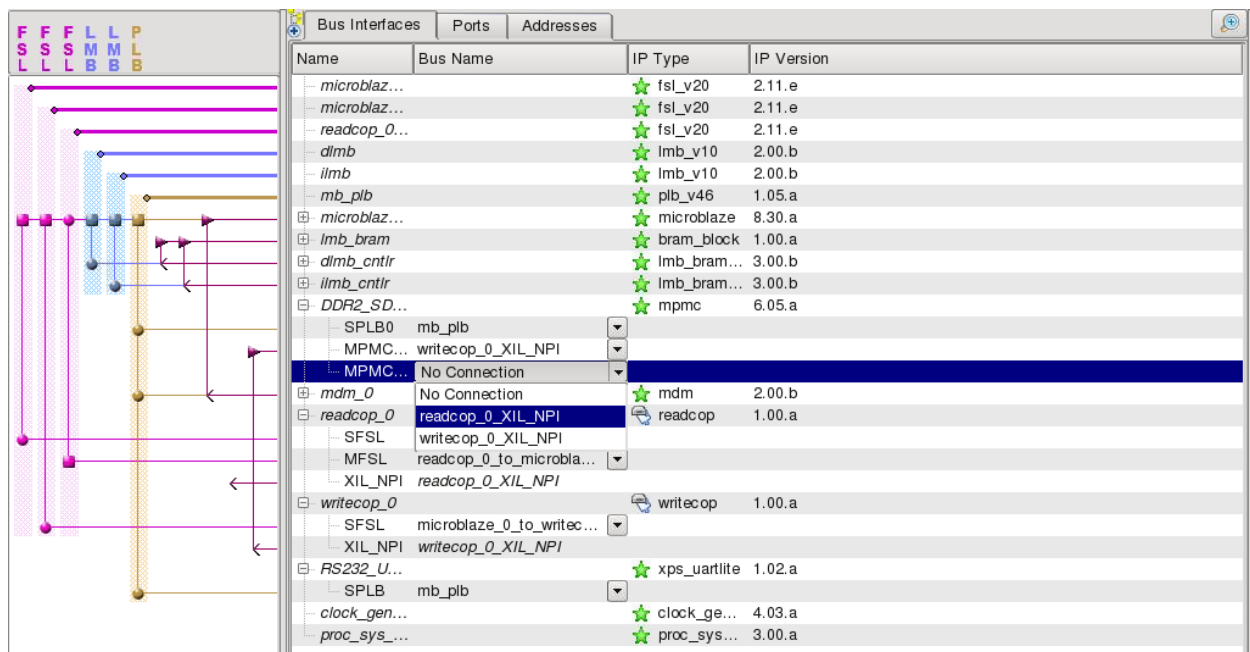 F F F L L P
S S S M M L
L L L B B B
Bus Interfaces Ports Addresses
Name Bus Name IP Type IP Version
microblaz... fsl_v20 2.11.e
microblaz... fsl_v20 2.11.e
readcop_0... fsl_v20 2.11.e
dlmb lmb_v10 2.00.b
ilmb lmb_v10 2.00.b
mb_plb plb_v46 1.05.a
microblaz... microblaze 8.30.a
lmb_bram bram_block 1.00.a
dlmb_cntlr lmb_bram... 3.00.b
ilmb_cntlr lmb_bram... 3.00.b
DDR2_SD... mpmc 6.05.a
SPLB0 mb_plb
MPMC... writecop_0_XIL_NPI
MPMC... No Connection
mdm_0 No Connection mdm 2.00.b
readcop_0 readcop_0_XIL_NPI readcop 1.00.a
SFSL writecop_0_XIL_NPI
MFSL readcop_0_to_microbla...
XIL_NPI readcop_0_XIL_NPI
writecop_0 writecop 1.00.a
SFSL microblaze_0_to_writec...
XIL_NPI writecop_0_XIL_NPI
RS232_U... xps_uartlite 1.02.a
SPLB mb_plb
clock_gen... clock_ge... 4.03.a
proc_sys_... proc_sys... 3.00.a